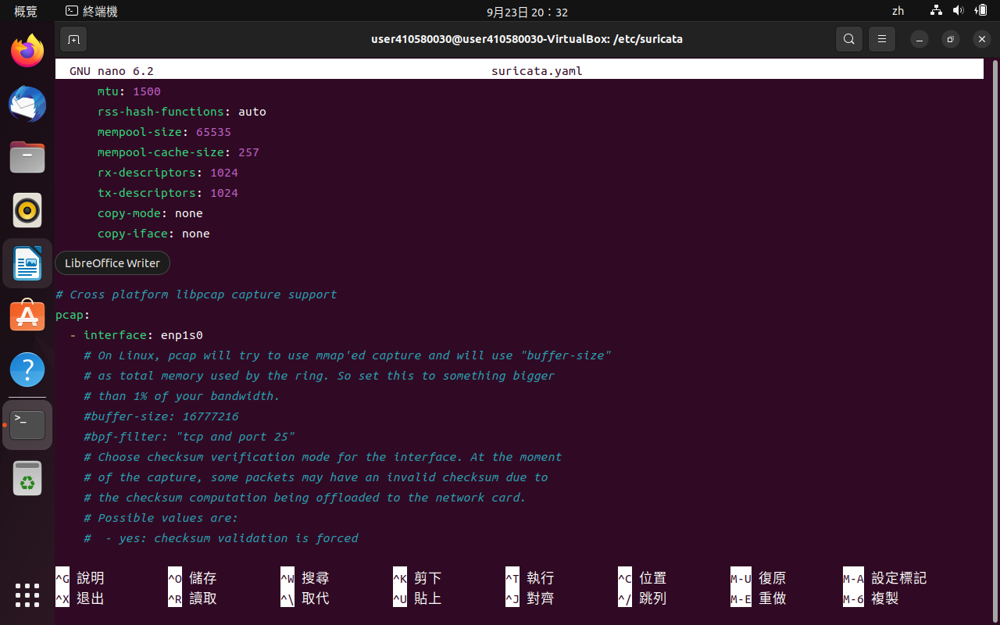 概覽 終端機 9月23日 20：32 zh
user410580030@user410580030-VirtualBox: /etc/suricata
GNU nano 6.2 suricata.yaml
mtu: 1500
rss-hash-functions: auto
mempool-size: 65535
mempool-cache-size: 257
rx-descriptors: 1024
tx-descriptors: 1024
copy-mode: none
copy-iface: none
LibreOffice Writer
# Cross platform libpcap capture support
pcap:
- interface: enp1s0
# On Linux, pcap will try to use mmap'ed capture and will use "buffer-size"
# as total memory used by the ring. So set this to something bigger
# than 1% of your bandwidth.
#buffer-size: 16777216
#bpf-filter: "tcp and port 25"
# Choose checksum verification mode for the interface. At the moment
# of the capture, some packets may have an invalid checksum due to
# the checksum computation being offloaded to the network card.
# Possible values are:
#  - yes: checksum validation is forced
^G 說明 ^O 儲存 ^W 搜尋 ^K 剪下 ^T 執行 ^C 位置 M-U 復原 M-A 設定標記
^X 退出 ^R 讀取 ^\ 取代 ^U 貼上 ^J 對齊 ^/ 跳列 M-E 重做 M-6 複製